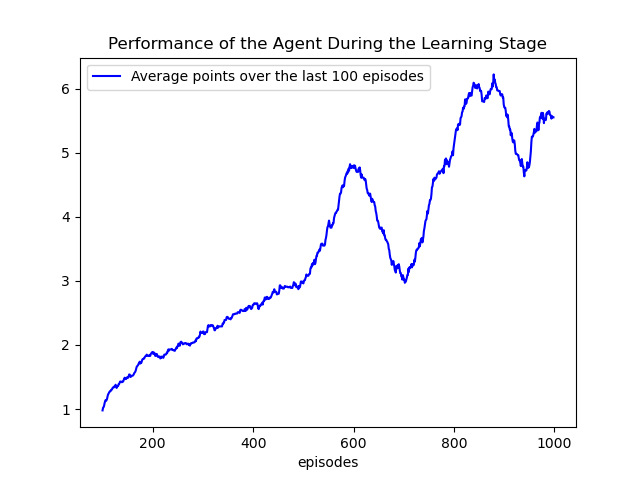 Performance of the Agent During the Learning Stage
Average points over the last 100 episodes
6
5
4
3
2
1
200 400 600 800 1000
episodes